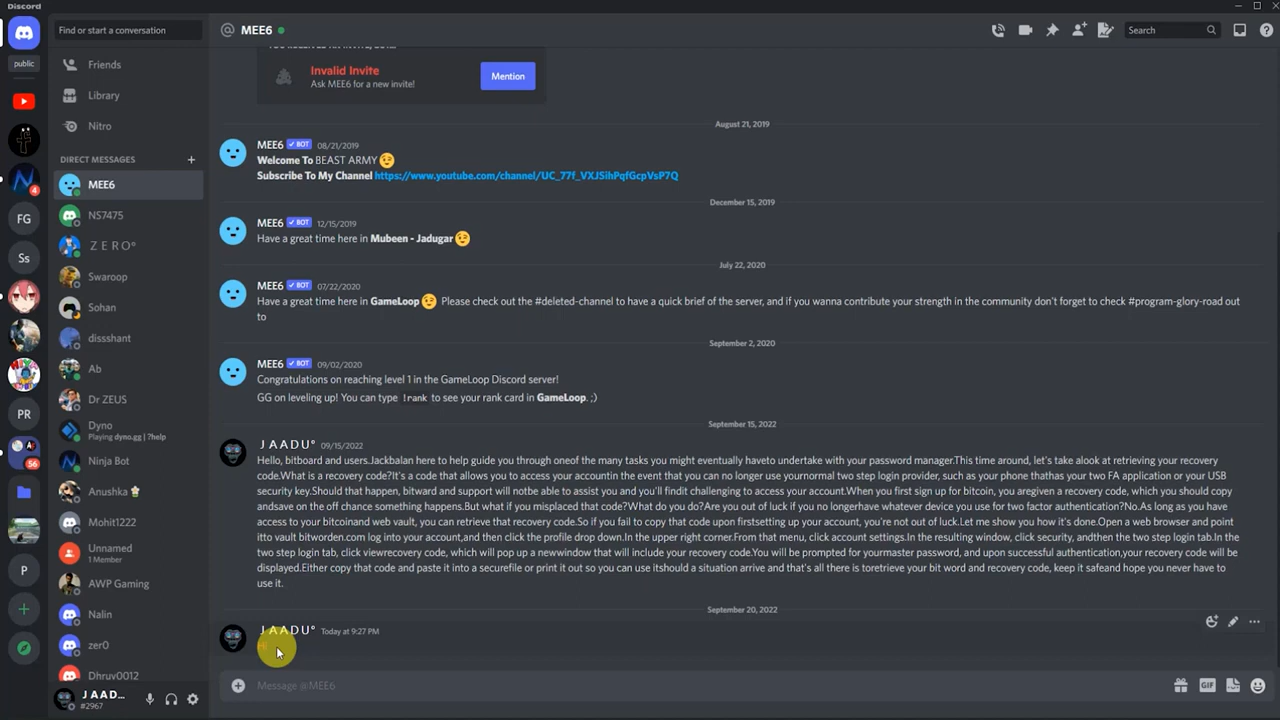 Discord
Find or start a conversation
MEE6
Search
public
Friends
Library
Nitro
DIRECT MESSAGES
MEE6
NS7475
Z E R O°
Swaroop
Sohan
dissshant
Ab
Dr ZEUS
Dyno
Playing dyno.gg | ?help
Ninja Bot
Anushka
Mohit1222
Unnamed
1 Member
AWP Gaming
Nalin
zer0
Dhruv0012
J AAD...
#2967
4
FG
Ss
PR
56
P
Invalid Invite
Ask MEE6 for a new invite!
Mention
August 21, 2019
MEE6 BOT 08/21/2019
Welcome To BEAST ARMY
Subscribe To My Channel https://www.youtube.com/channel/UC_77f_VXJSihPqfGcpVsP7Q
December 15, 2019
MEE6 BOT 12/15/2019
Have a great time here in Mubeen - Jadugar
July 22, 2020
MEE6 BOT 07/22/2020
Have a great time here in GameLoop Please check out the #deleted-channel to have a quick brief of the server, and if you wanna contribute your strength in the community don't forget to check #program-glory-road out
to
September 2, 2020
MEE6 BOT 09/02/2020
Congratulations on reaching level 1 in the GameLoop Discord server!
GG on leveling up! You can type !rank to see your rank card in GameLoop. ;)
September 15, 2022
J A A D U° 09/15/2022
Hello, bitboard and users.Jackbalan here to help guide you through oneof the many tasks you might eventually haveto undertake with your password manager.This time around, let's take alook at retrieving your recovery
code.What is a recovery code?It's a code that allows you to access your accountin the event that you can no longer use yournormal two step login provider, such as your phone thathas your two FA application or your USB
security key.Should that happen, bitward and support will notbe able to assist you and you'll findit challenging to access your account.When you first sign up for bitcoin, you aregiven a recovery code, which you should copy
andsave on the off chance something happens.But what if you misplaced that code?What do you do?Are you out of luck if you no longerhave whatever device you use for two factor authentication?No.As long as you have
access to your bitcoinand web vault, you can retrieve that recovery code.So if you fail to copy that code upon firstsetting up your account, you're not out of luck.Let me show you how it's done.Open a web browser and point
itto vault bitworden.com log into your account,and then click the profile drop down.In the upper right corner.From that menu, click account settings.In the resulting window, click security, andthen the two step login tab.In the
two step login tab, click viewrecovery code, which will pop up a newwindow that will include your recovery code.You will be prompted for yourmaster password, and upon successful authentication,your recovery code will be
displayed.Either copy that code and paste it into a securefile or print it out so you can use itshould a situation arrive and that's all there is toretrieve your bit word and recovery code, keep it safeand hope you never have to
use it.
September 20, 2022
J A A D U° Today at 9:27 PM
Message @MEE6
GIF